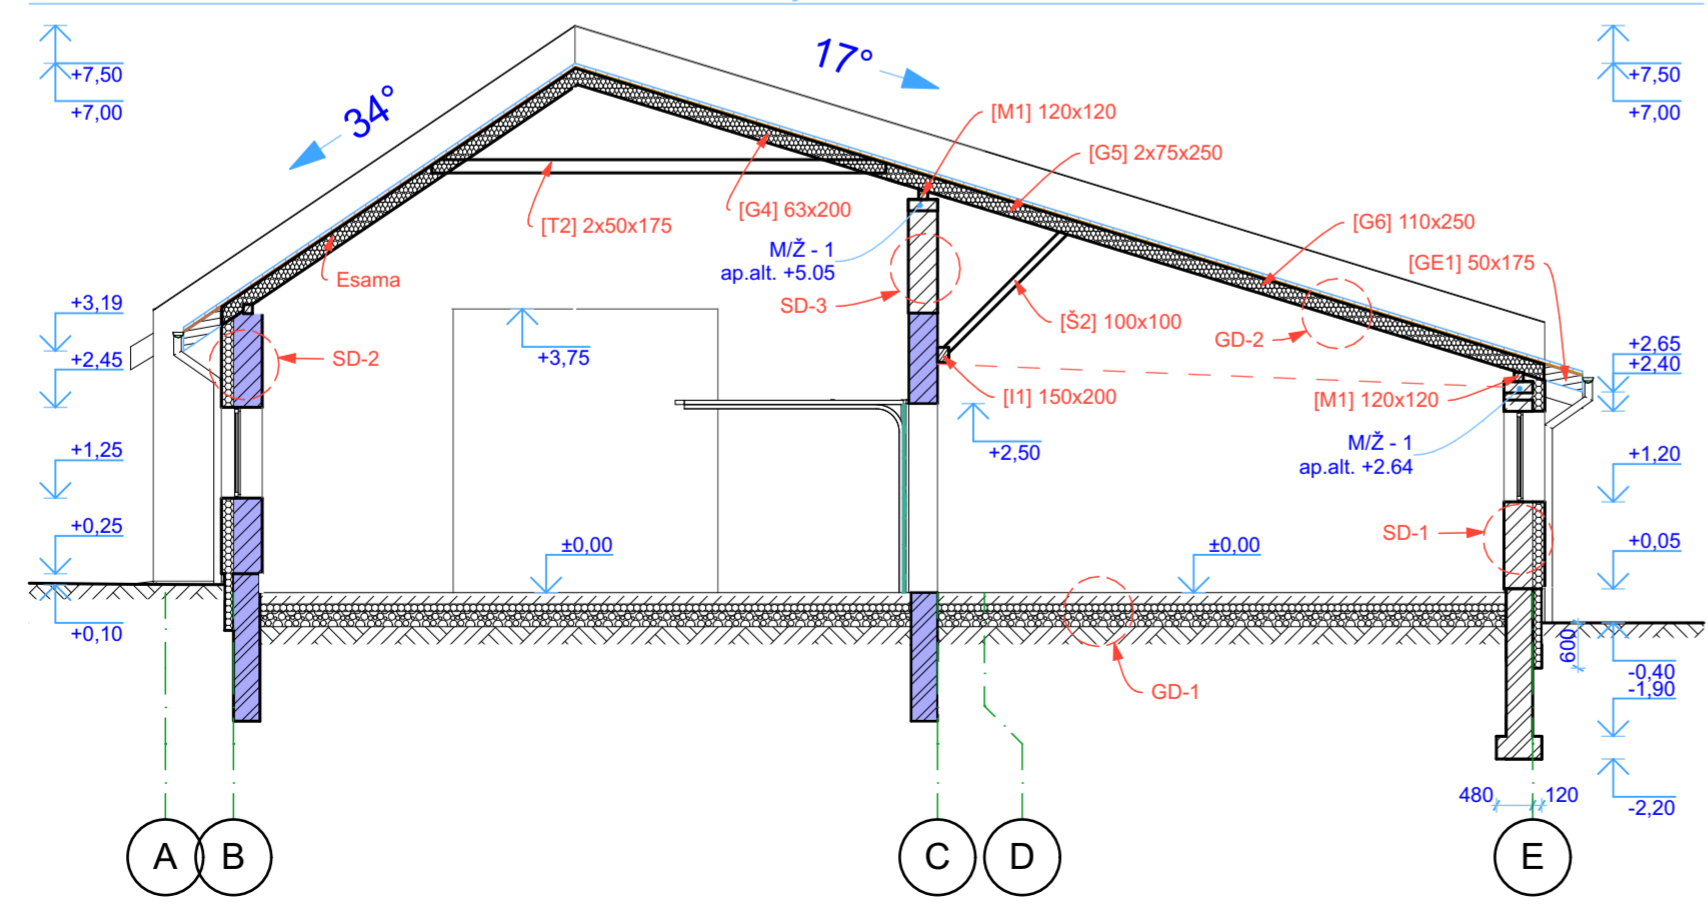 +7,50
+7,00
+3,19
+2,45
+1,25
+0,25
+0,10
34°
17°
[M1] 120x120
[G5] 2x75x250
[G4] 63x200
[T2] 2x50x175
Esama
M/Ž - 1
ap.alt. +5.05
SD-3
SD-2
+3,75
[Š2] 100x100
[G6] 110x250
[GE1] 50x175
GD-2
[I1] 150x200
[M1] 120x120
+2,50
M/Ž - 1
ap.alt. +2.64
SD-1
±0,00
±0,00
GD-1
600
480
120
+7,50
+7,00
+2,65
+2,40
+1,20
+0,05
-0,40
-1,90
-2,20
A
B
C
D
E